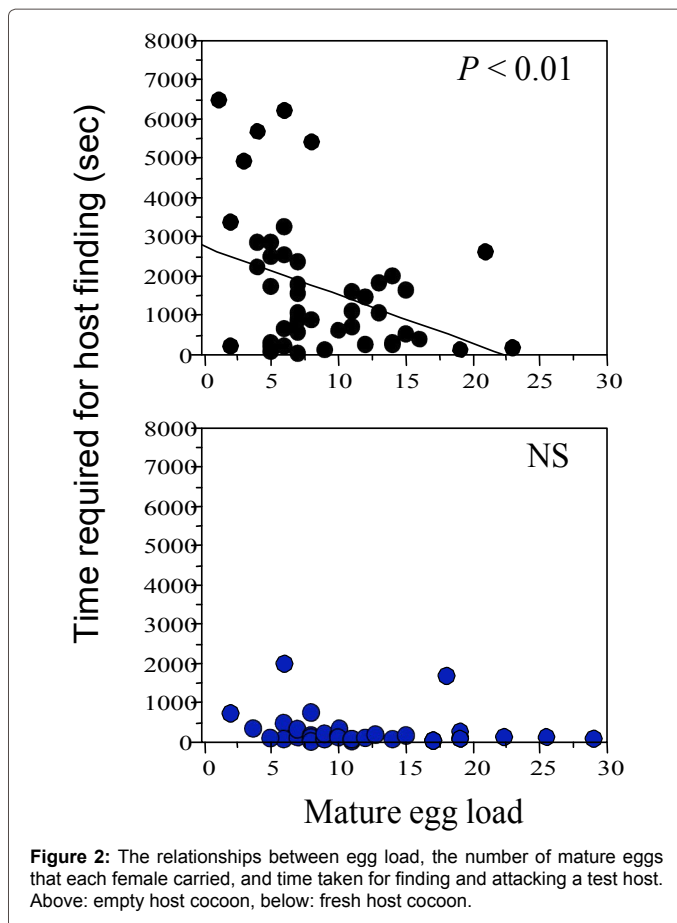 8000
7000
6000
5000
4000
3000
2000
1000
0
P < 0.01
0 5 10 15 20 25 30
Time required for host finding (sec)
8000
7000
6000
5000
4000
3000
2000
1000
0
NS
0 5 10 15 20 25 30
Mature egg load
Figure 2: The relationships between egg load, the number of mature eggs
that each female carried, and time taken for finding and attacking a test host.
Above: empty host cocoon, below: fresh host cocoon.